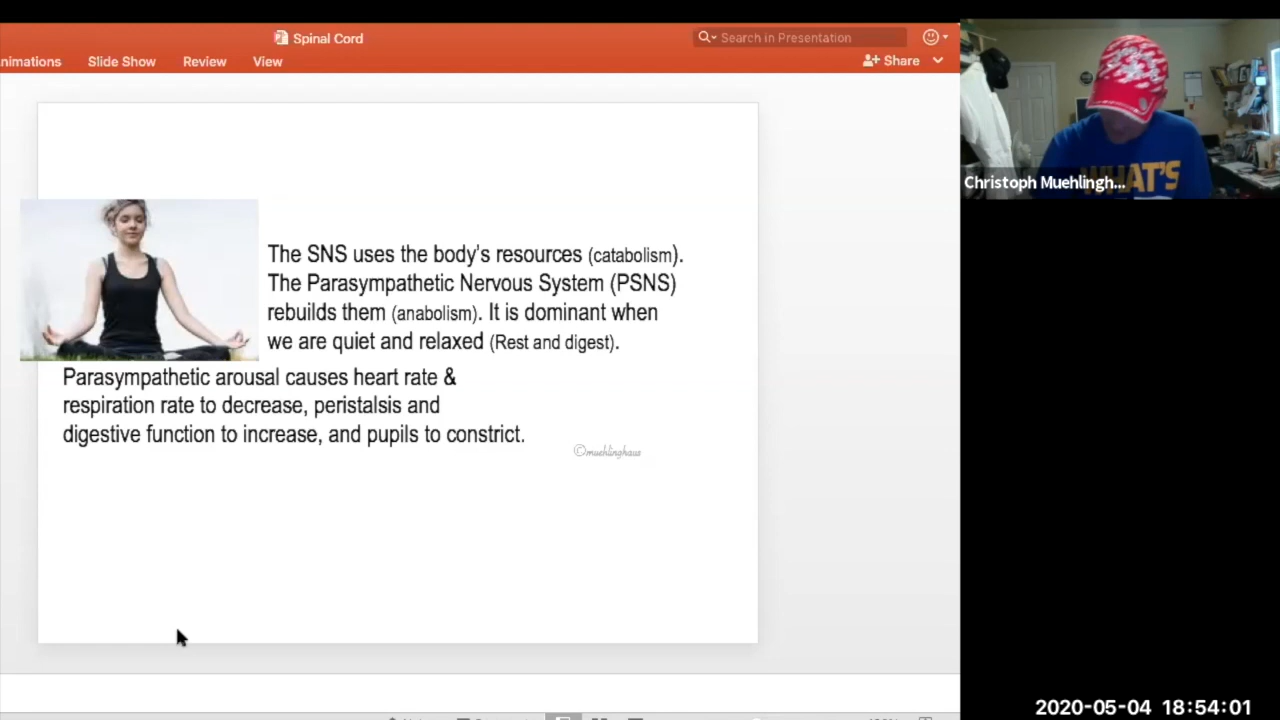 Spinal Cord
Search in Presentation
nimations
Slide Show
Review
View
Share
Christoph Muehlingh...
WHAT'S
The SNS uses the body's resources (catabolism).
The Parasympathetic Nervous System (PSNS)
rebuilds them (anabolism). It is dominant when
we are quiet and relaxed (Rest and digest).
Parasympathetic arousal causes heart rate &
respiration rate to decrease, peristalsis and
digestive function to increase, and pupils to constrict.
©muehlinghaus
2020-05-04 18:54:01